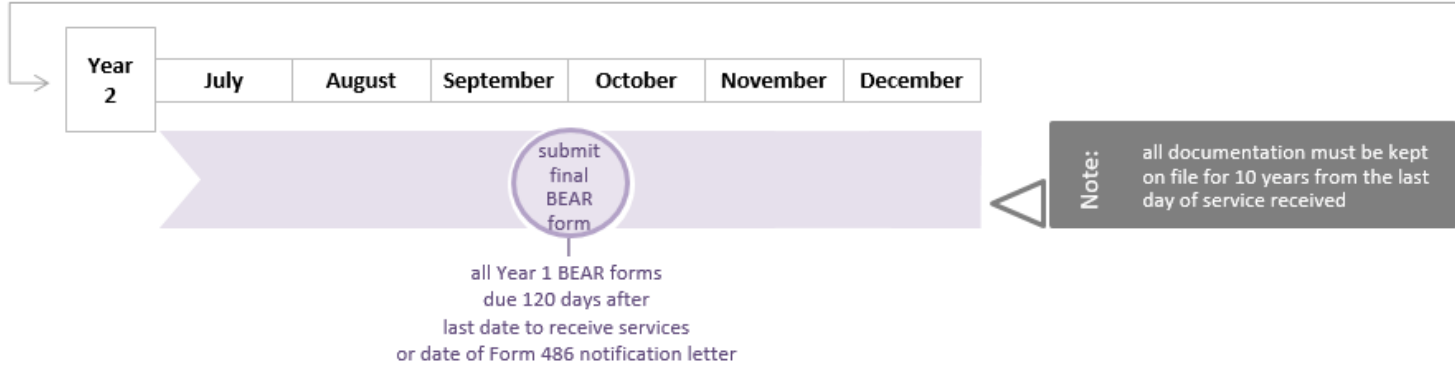 Year
2
July August September October November December
submit
final
BEAR
form
all Year 1 BEAR forms
due 120 days after
last date to receive services
or date of Form 486 notification letter
Note:
all documentation must be kept
on file for 10 years from the last
day of service received